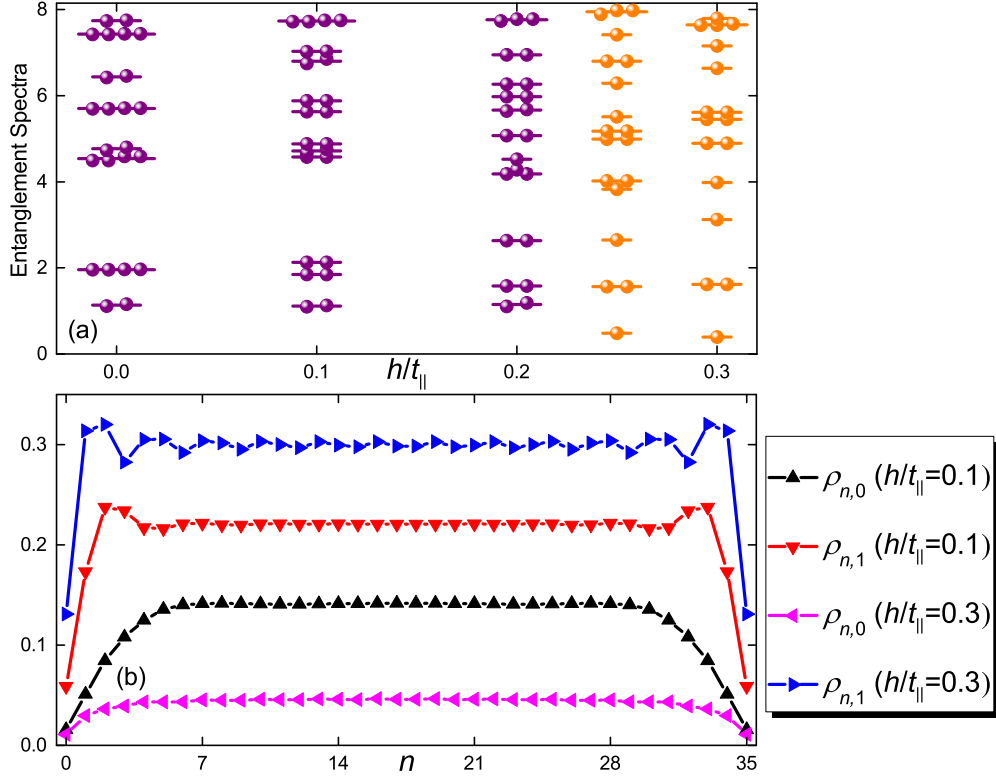 8
6
4
2
0
Entanglement Spectra
(a)
0.0 0.1 0.2 0.3
h/t||
0.3
0.2
0.1
0.0
(b)
0 7 14 21 28 35
n
ρn,0 (h/t||=0.1)
ρn,1 (h/t||=0.1)
ρn,0 (h/t||=0.3)
ρn,1 (h/t||=0.3)